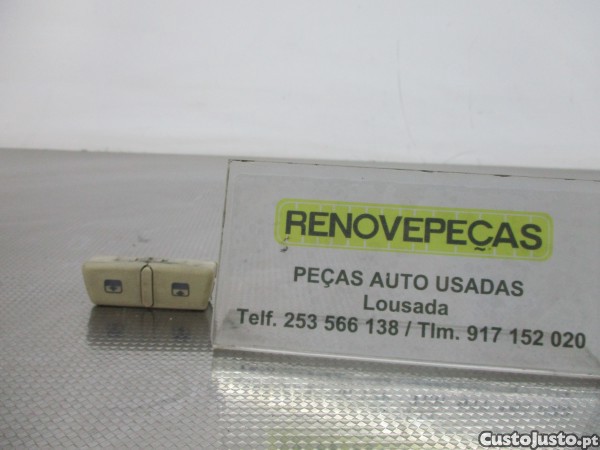 RENOVEPEÇAS
PEÇAS AUTO USADAS
Lousada
Telf. 253 566 138 / Tlm. 917 152 020
CustoJusto.pt